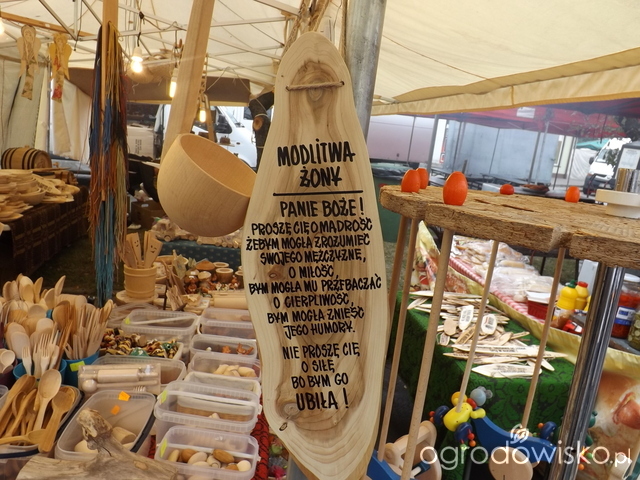 MODLITWA
ŻONY
PANIE BOŻE!
PROSZĘ CIĘ O MĄDROŚĆ
ŻEBYM MOGŁA ZROZUMIEĆ
SWOJEGO MĘŻCZYZNĘ,
O MIŁOŚĆ,
BYM MOGŁA MU PRZEBACZAĆ
O CIERPLIWOŚĆ,
BYM MOGŁA ZNIEŚĆ
JEGO HUMORY.
NIE PROSZĘ CIĘ
O SIŁĘ
BO BYM GO
UBIŁA!
ogrodowisko.pl